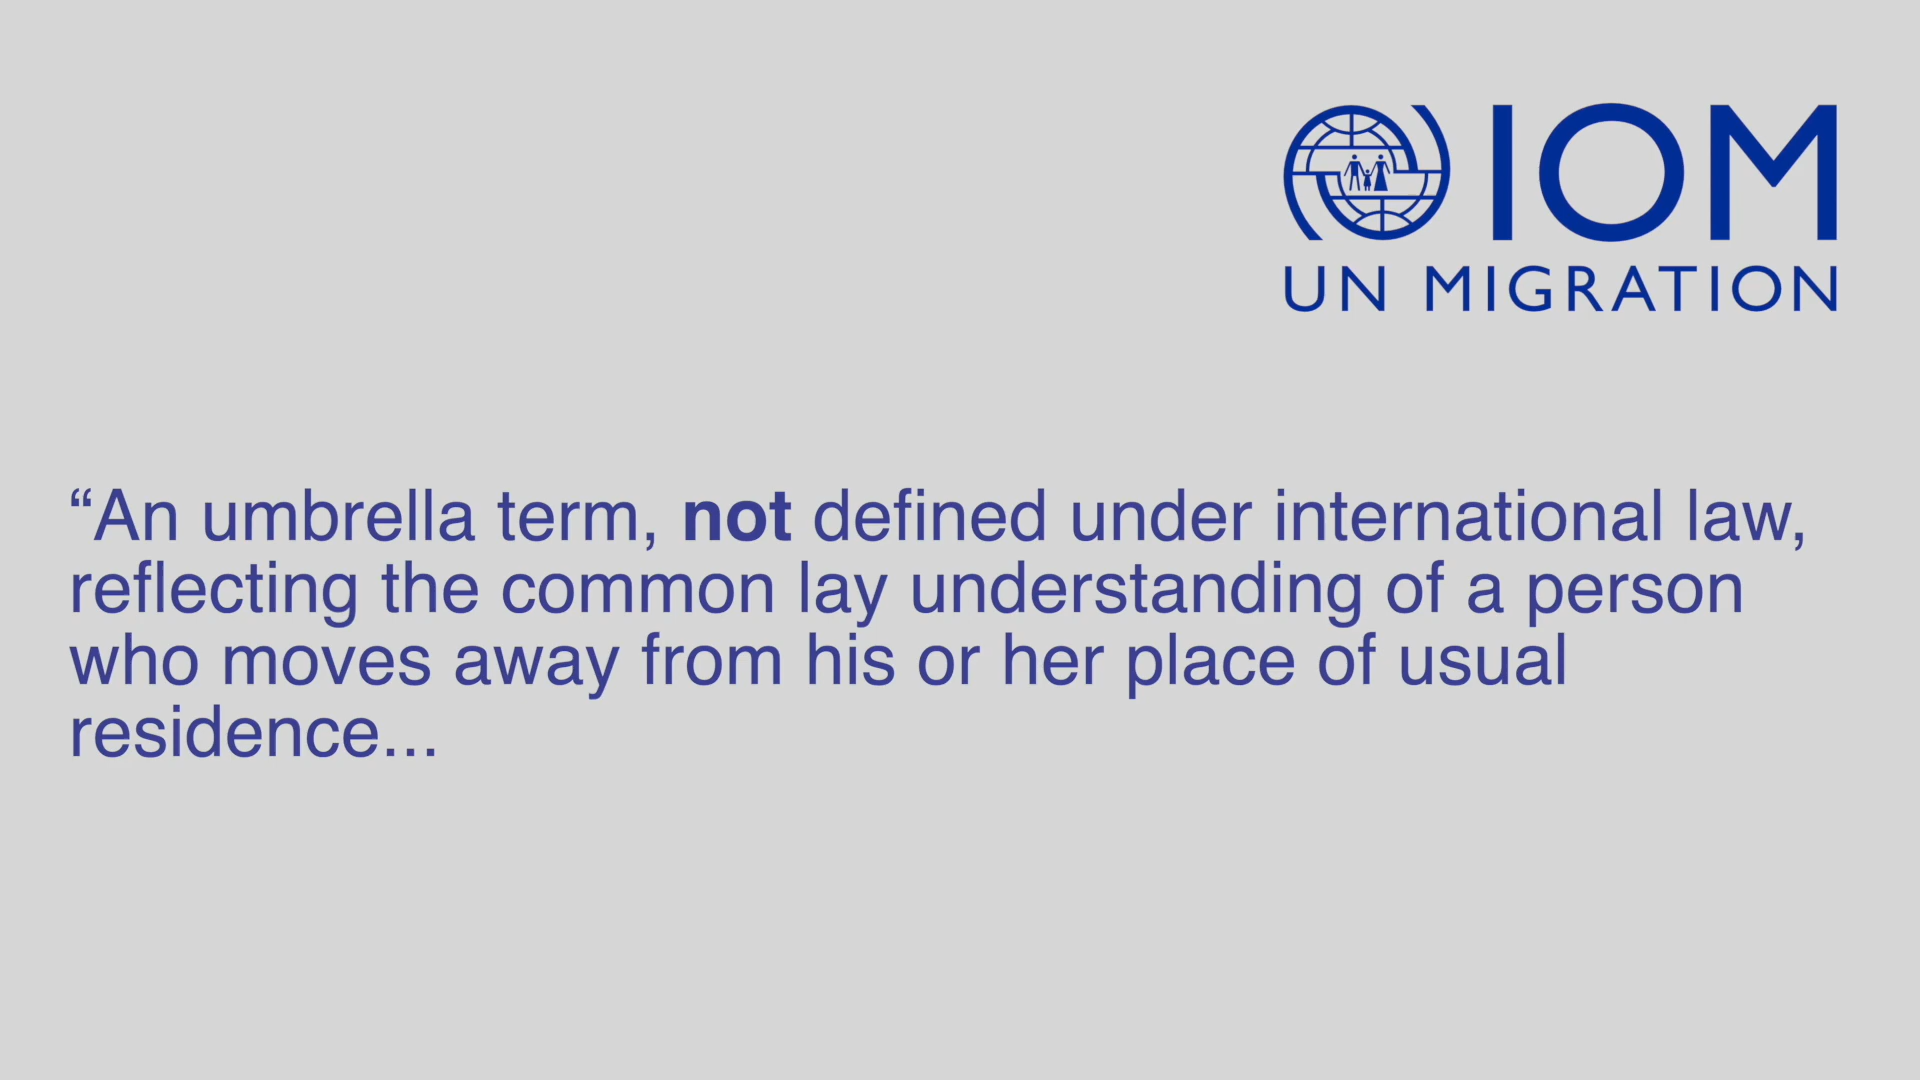 IOM
UN MIGRATION
“An umbrella term, not defined under international law,
reflecting the common lay understanding of a person
who moves away from his or her place of usual
residence...